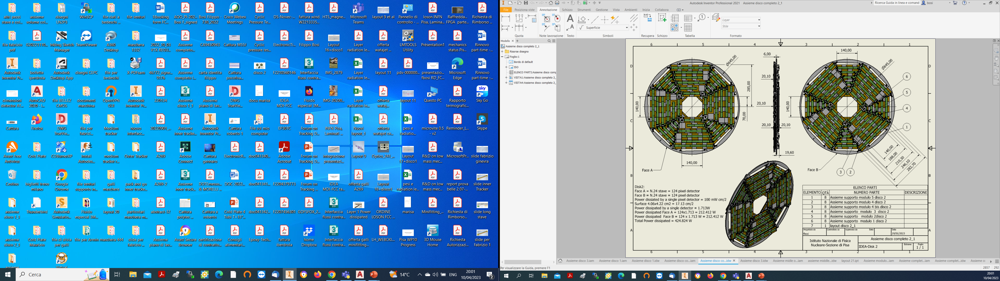 altri pezzi stave e col...
assieme volume col...
disegni LN2P3
WinSCP
file dati a bedeschi ...
file venturi
1Booking form FC...
AOO_PI-202... Bosi F_signed
Bosi Filippo - 730_2022
Cisco Webex Meetings
Cyclic Pressure Te...
DS-Novec-...
fattura wind W2213335...
HTS_magne...
Microsoft Teams
layout 9 et al
Pannello di controllo - ...
loson INFN Pisa, Lamina...
Raffredda... FPGA parte...
Richiesta di Rimborso ...
file fabrizio pdf
G20221110...
Inkling Sketch Manager
TeamViewer
A360 Desktop
maschera 1332
2022_10_03 VTX REGU...
Assieme completo...
CA9450943
Cattura M55J
Cyclic pressure tes...
ElectronicTi...
Filippo Bosi
Layout 16+disco1
Layer radiation le...
offerta watajet ...
LMTOOLS Utility
Présentation1
mechanics status Pis...
Rinnovo part-time -...
Autodesk Inventor Pr...
bollette iperdrola
Autodesk Desktop App
disegni CEPC
file per bedeschi
X-PDFsam
46772_signe... 9176
Assieme completo l...
carta identita filippo
Cattura pocofoa...
disco 2
F2210560146
Interfaccia flussi contra...
IMG_2879
Layer radiation le...
layout 11
pdv-000000...
presentazio... fbosi RD_FC...
Microsoft Edge
Rinnovo part-time -...
dimensioni detector AT...
AutoCAD 2020 - I...
file BELLE2 CMOS
documenti macchina
OpenVPN GUI
Autodesk Inventor Pr...
220134
Assieme disco 1_1
Assieme piano di lav...
DWG TrueVie...
docu marisa
IDEA MDI-FCC
Fluido especial 3M...
IMG-20200...
Layer radiation le...
offerta wataj...
layout 11
Questo PC
Rapporto termografic...
Sky Go
Cattura
Firefox
DWG TrueVie...
file per fabrizi...
Medium tracker
nuovo interfacc...
20220901_...
Assieme inner tracke...
Autodesk Inventor Pr...
Cattura roberto 1
File sul mio computer
EP30TC
Forum on Tracking D...
INFN Pisa, Laminati ...
Nuovi layout_1
offerta watajet ce...
pesi e radiatio...
microvite 0.5 - v2
Reminder_L...
Skype
Avast Free Antivirus
Cold Plate
CDBurnerXP
Install Autodes...
medium tracker r...
Outer Tracker
A269
Adobe Connect
Cattura gennaro
ElectronicR...
doc041340...
Adobe Acrobat
Forum on Tracking D...
integrazione presentazi...
Layout 9
Optics_241_...
Layout 17+disco1
R&D on low mass mec...
MicrosoftPr...
slide fabrizio ginevra
Cestino
biglietti treno milano
Google Chrome
file venturi supporto in...
galli maschere
pack and go inner tracke...
A269-2
Assieme inner track...
DDTEmesso... & MORELLI ...
DOC-2022...
doc041341...
F2204379773
Forum on Tracking ...
IDEA MDI-FCC ta...
offerta galli A269
Layout 18+disco1
pesi e radiation le...
R&D on low mass mec...
report prova belle 2 07-...
slide inner Tracker
assieme disco 1_1
Thunderbird
Autodesk Simulatio...
Fluido especial 3M...
layout 20
particolari maschera m...
abstract-32
Cattura polytec ...
Cattura x roberto
Cold Plate 4 Tubi T=15°...
doc041342...
F2207456301
GDFSFOX_2...
Interfaccia flussi contra...
Layer 1 Power dissipated
ORDINE LOSON FCC ...
marisa
Minifitting_...
Richiesta di Rimborso...
slide long stave
assieme disco 2_1
Cold Plate Maurizio
file di silvia per galli
file per Armin
maschera 444
slide per fabrizio ...
Assieme piano di lav...
Avast Secure Browser
certificazione di contratto...
Consigli alimentari...
Epoxy-Tech...
fattura iberdrola
home Dropbox
Interfaccia flussi contra...
offerta galli minifitting...
LH_WEBCKI...
Pisa WP10 Progress
3D Mouse Home
Richiesta Autorizzazi...
slide per Fabrizio 1
assieme
Virtual
Cerca
14°C
ENG
20:01
10/04/2023
2
Autodesk Inventor Professional 2021 Assieme disco completo 2_1
Ricerca Guida in linea e comand
bosi
File Posiziona viste Annotazione Schizzo Strumenti Gestione Vista Ambienti Inizia Collabora
Superficie
Layer
Stile
Quota
Note lavorazione
Testo
Simboli
Recupera
Schizzo
Tabella
Formato
Modello
Assieme disco completo 2_1
Risorse disegno
Foglio:1
Bordo di default
ISO
ELENCO PARTI:Assieme disco comp
VISTA1:Assieme disco completo 2_
VISTA4:Assieme disco completo 2_
6 5 4 3 2 1
D
C
B
A
D
C
B
A
6,00
140,00
Ø645,00
Ø645,00
20,10
285,00
140,00
20,10
140,00
70,00
20,10
20,10
19,60
140,00
6
5
4
1
3
2
140,00
188,00
210,30
246,10
282,70
Face A
Face B
Disk2:
Face A = N.24 stave = 124 pixel detector
Face B = N.24 stave = 124 pixel detector
Power dissiated by a single pixel detector = 100 mW cm/2
Surface 4.06x4.22 cm2 = 17.13 cm/2
Power dissipated by a single detector = 1.713W
Power dissipated Face A = 124x1.713 = 212.412 W
Power dissipated Face B = 124 x 1.713 W = 212.412 W
Total Power dissipated = 424.824 W
ELENCO PARTI
ELEMENTO QTÀ NUMERO PARTE DESCRIZIONE
1 8 Assieme supporto modulo 5 disco 2
2 8 Assieme supporto modulo 4 disco 2
3 8 Assieme supporto modulo 4 bis disco 2
4 8 Assieme supporto modulo 3 disco 2
5 8 Assieme supporto modulo 2disco 2
6 8 Assieme supporto modulo 1 disco 2
7 1 layout disco 2_1
Progettato da
fbosi
Controllato da
Approvato da
Data
Data
19/01/2023
Istituto Nazionale di Fisica
Nucleare-Sezione di Pisa
Assieme disco completo 2_1
IDEA-Disk 2
Edizione
Foglio
1 / 1
6 5 4 3 2 1
Assieme disco 3.iam
Assieme disco 1.iam
Assieme disco 1.idw
Assieme disco co...iam
Assieme disco co...idw
Assieme disco 3.idw
Assieme midle o...iam
assieme middle...idw
layout 21.ipt
Assieme modulo...iam
Assieme complet...iam
Assieme complet...idw
Assieme cc
Per visualizzare la Guida, premere F1
2857 292
20:01
10/04/2023